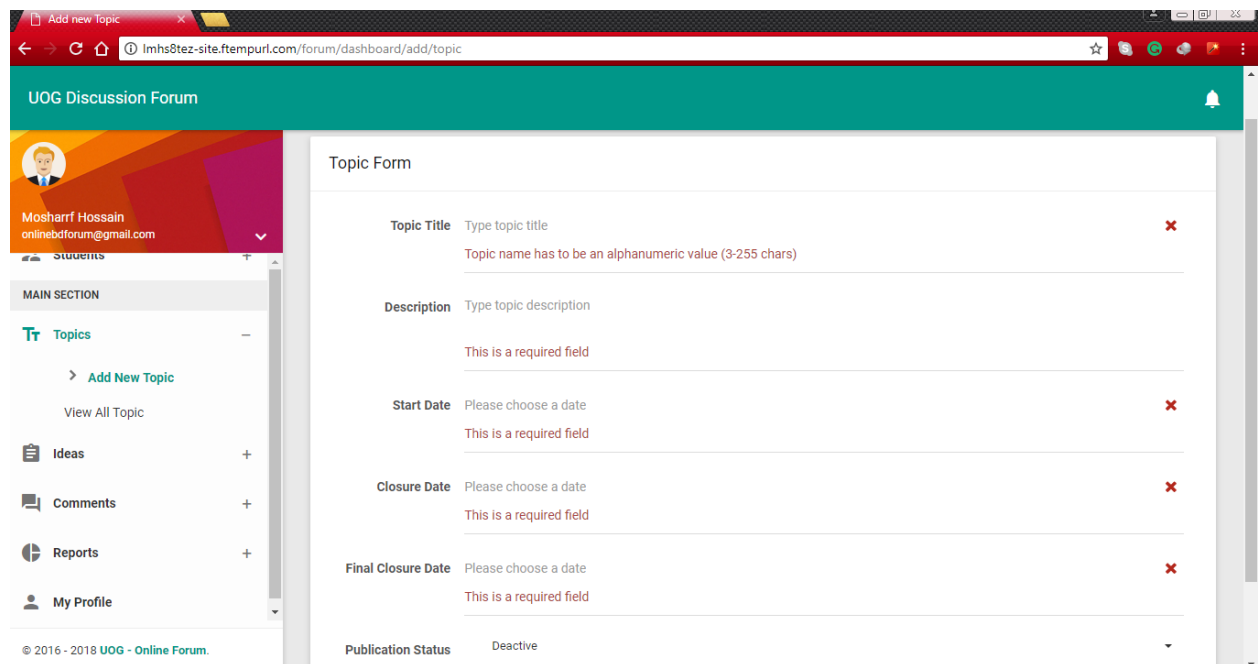 Add new Topic
lmhs8tez-site.ftempurl.com/forum/dashboard/add/topic
UOG Discussion Forum
Mosharrf Hossain
onlinebdforum@gmail.com
Students
MAIN SECTION
Topics
Add New Topic
View All Topic
Ideas
Comments
Reports
My Profile
© 2016 - 2018 UOG - Online Forum.
Topic Form
Topic Title Type topic title
Topic name has to be an alphanumeric value (3-255 chars)
Description Type topic description
This is a required field
Start Date Please choose a date
This is a required field
Closure Date Please choose a date
This is a required field
Final Closure Date Please choose a date
This is a required field
Publication Status Deactive